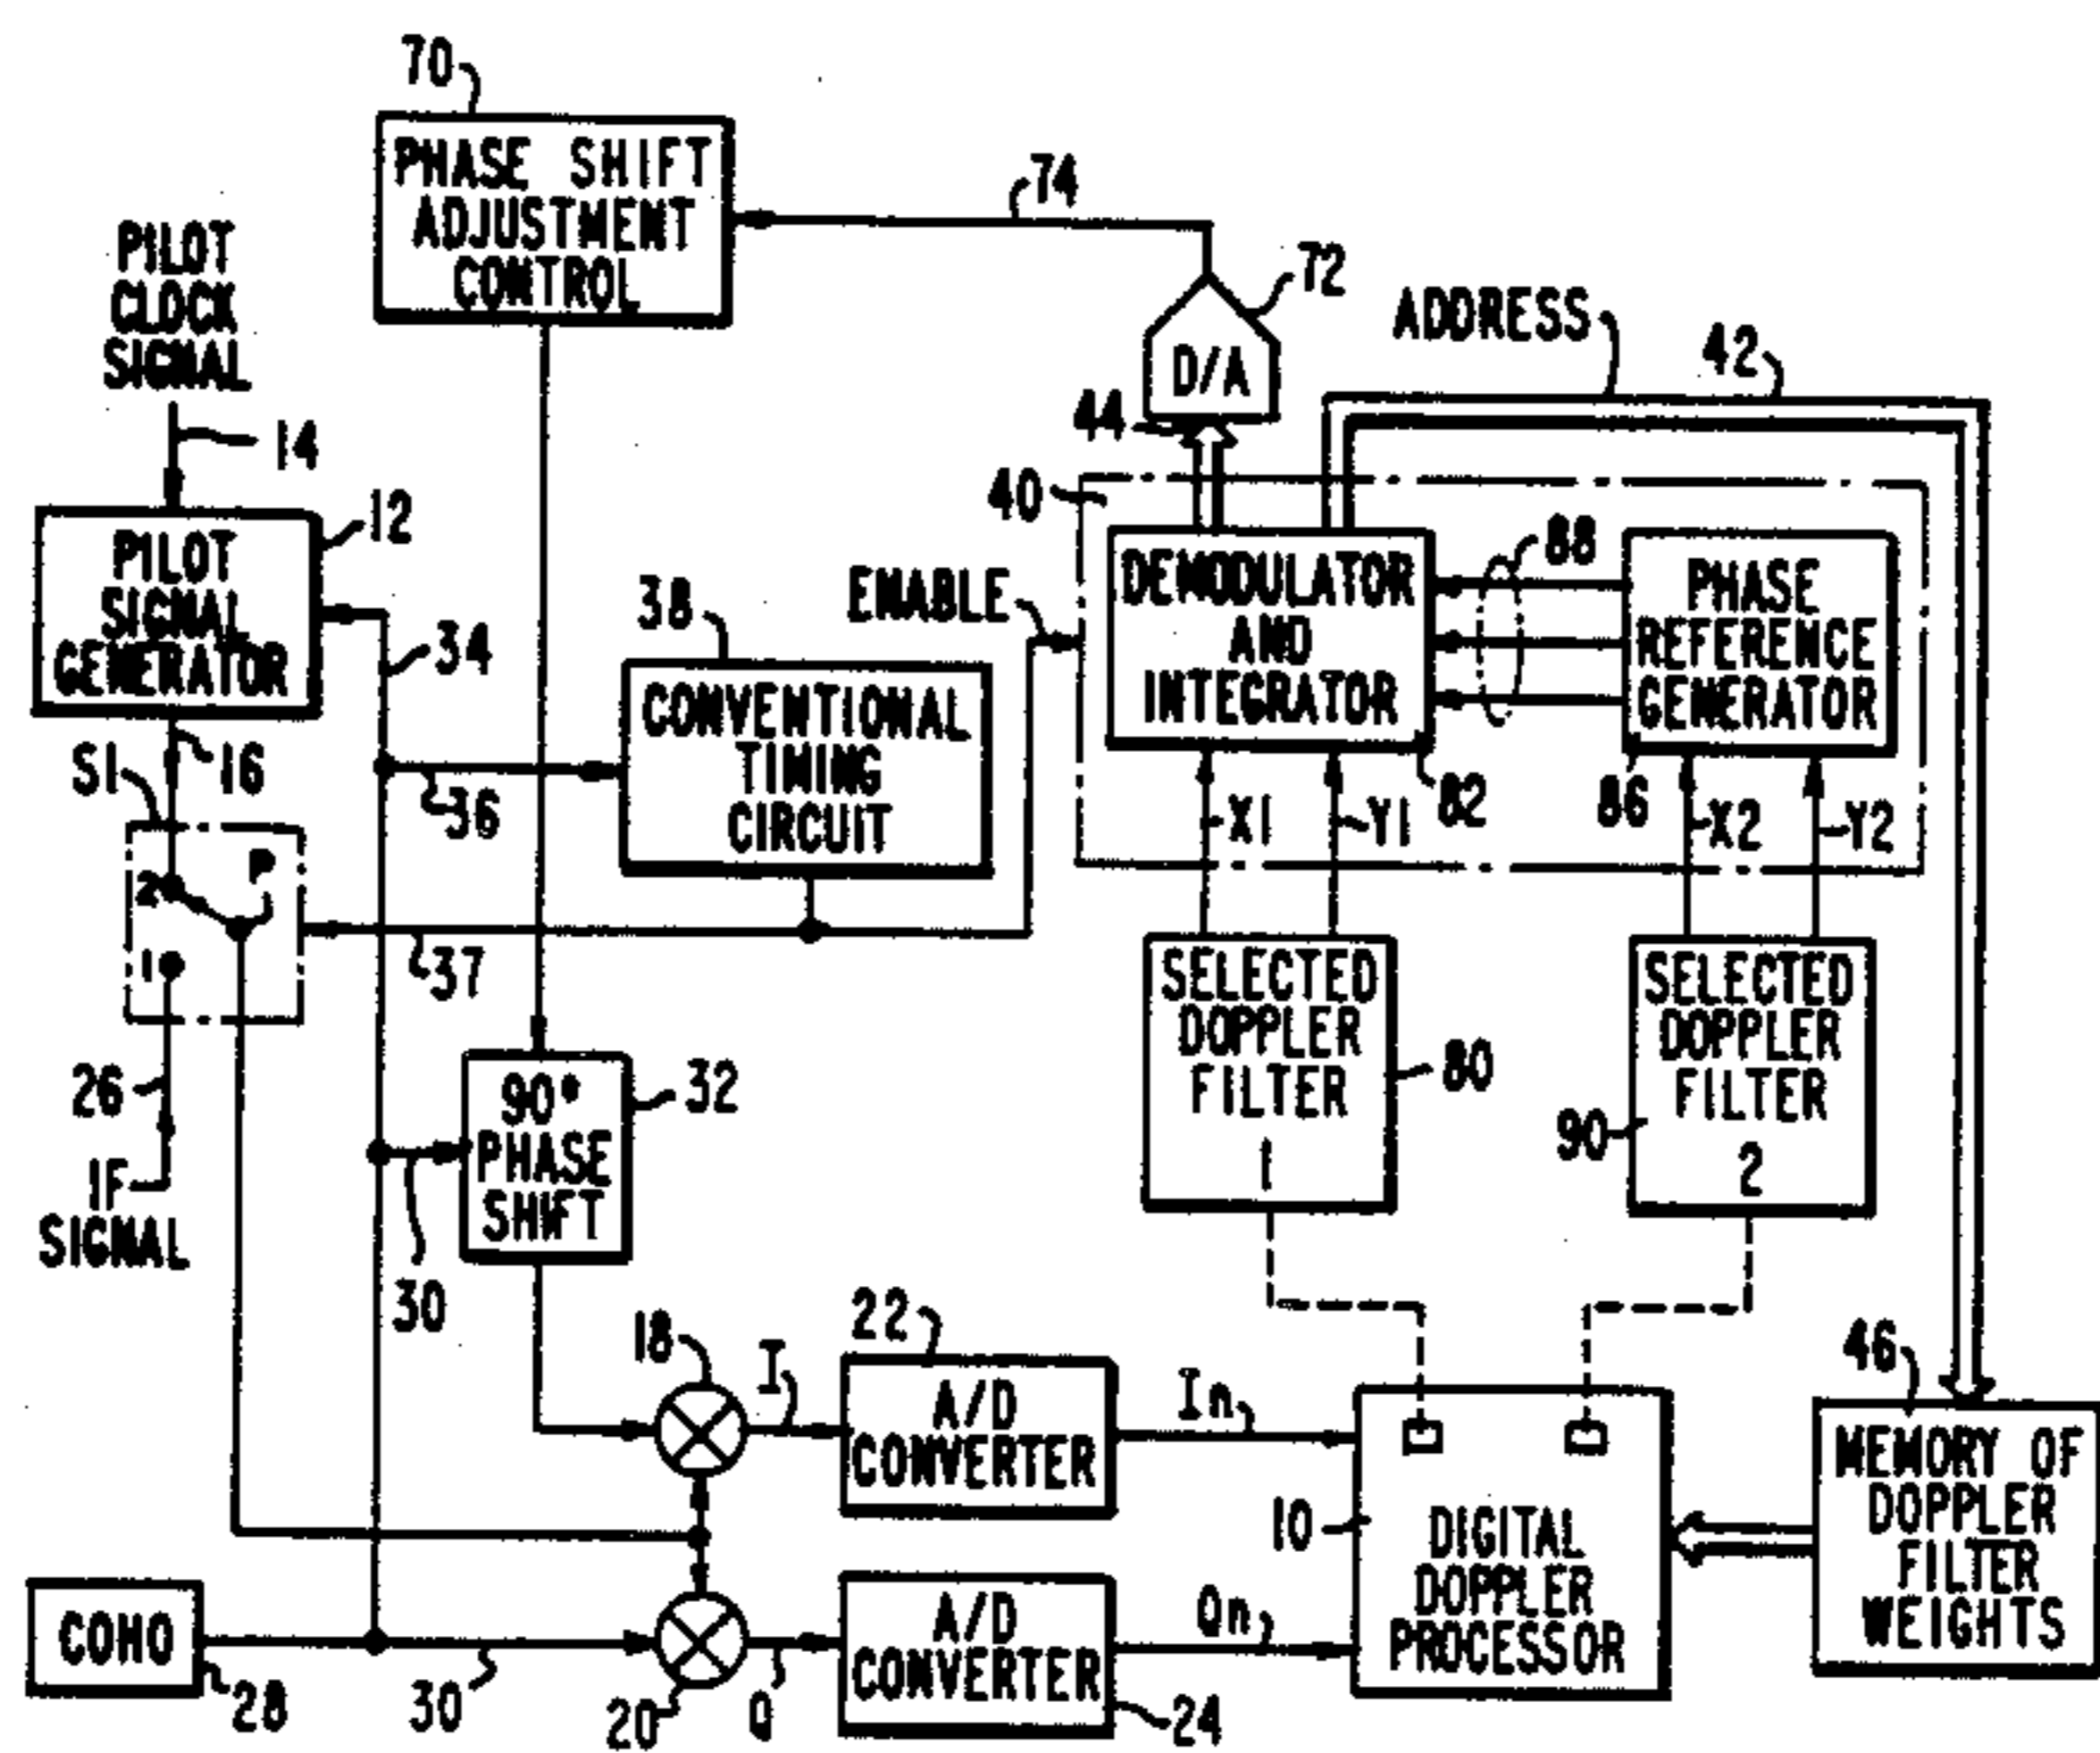 70
PHASE SHIFT
ADJUSTMENT
CONTROL
74
PILOT
CLOCK
SIGNAL
14
72
D/A
44
ADDRESS
42
40
12
PILOT
SIGNAL
GENERATOR
34
38
ENABLE
DEMODULATOR
AND
INTEGRATOR
88
PHASE
REFERENCE
GENERATOR
S1
16
36
CONVENTIONAL
TIMING
CIRCUIT
X1
Y1
82
86
X2
Y2
2
P
1
37
26
IF
SIGNAL
90°
PHASE
SHIFT
32
30
SELECTED
DOPPLER
FILTER
1
80
SELECTED
DOPPLER
FILTER
2
90
18
I
22
A/D
CONVERTER
In
46
MEMORY OF
DOPPLER
FILTER
WEIGHTS
10
DIGITAL
DOPPLER
PROCESSOR
COHO
28
30
20
Q
A/D
CONVERTER
24
Qn